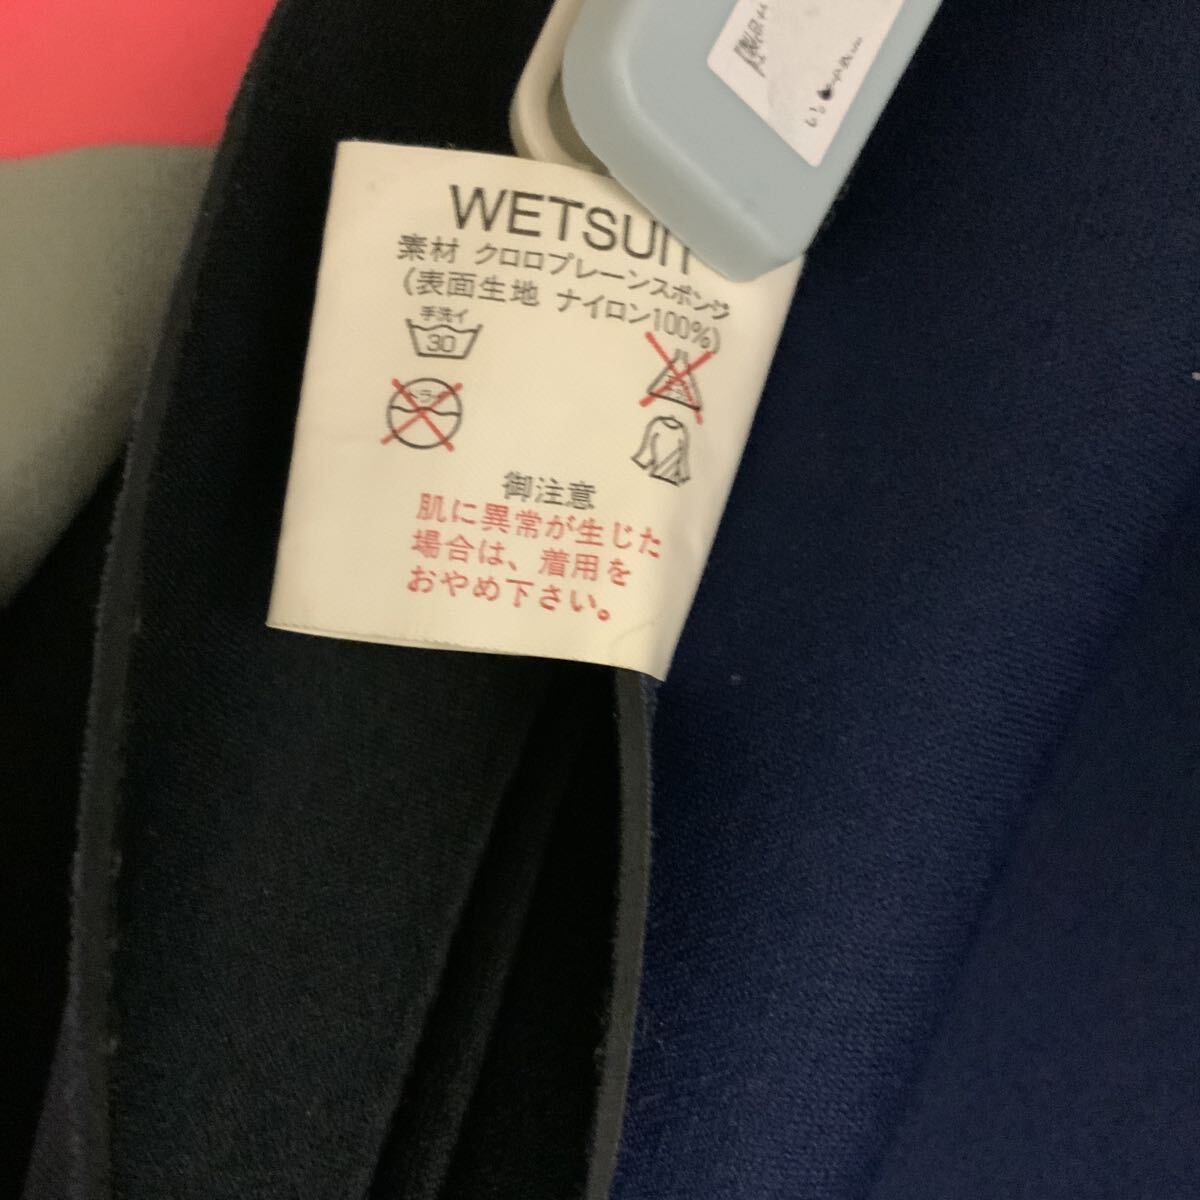 WETSUIT
素材 クロロプレーンスポンジ
(表面生地 ナイロン100%)
手洗イ
30
御注意
肌に異常が生じた
場合は、着用を
おやめ下さい。